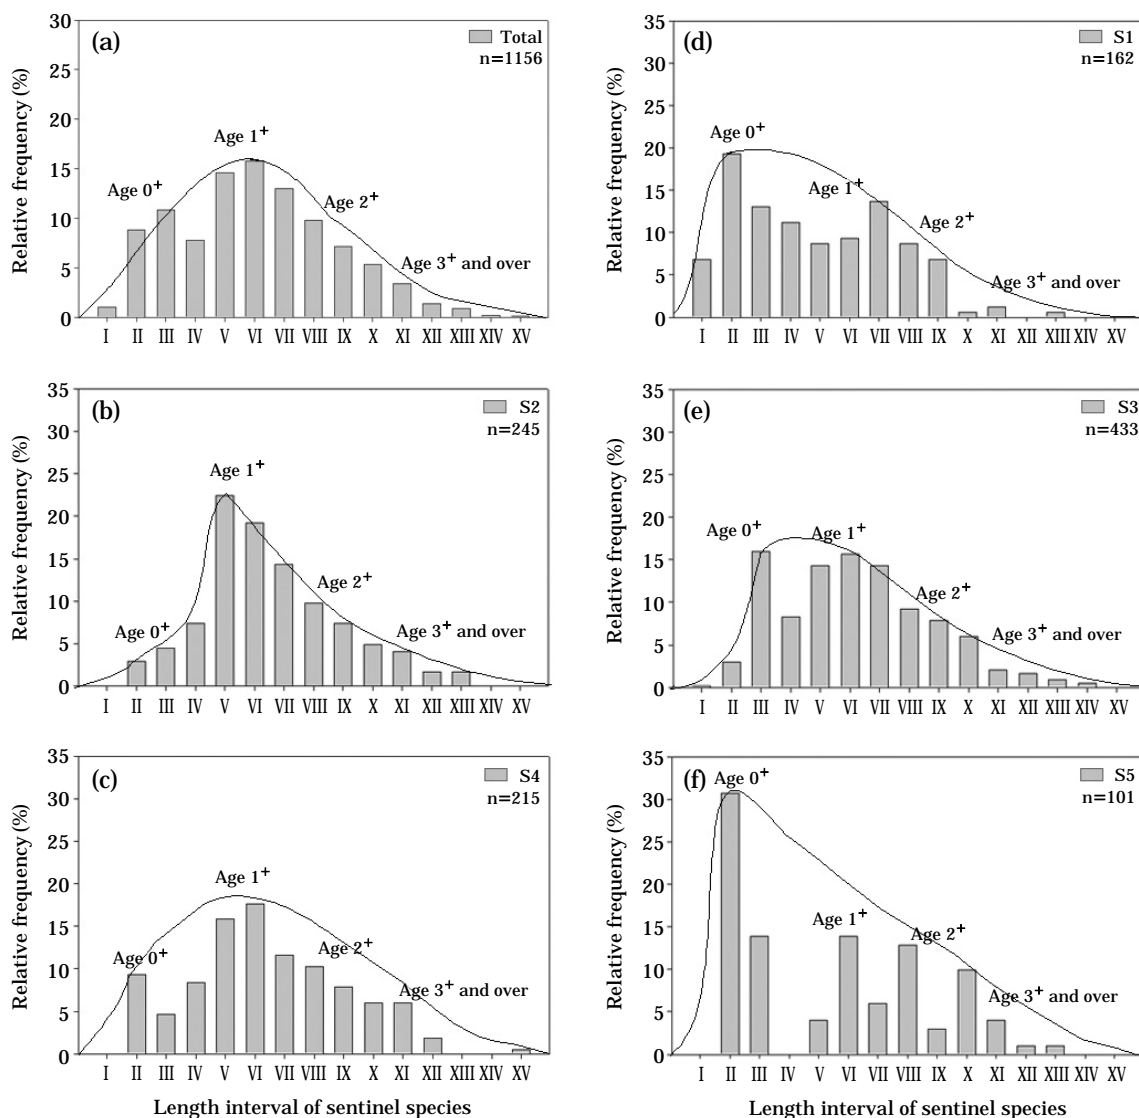 (a)
Total
n=1156
Relative frequency (%)
30
25
20
15
10
5
0
Age 0+
Age 1+
Age 2+
Age 3+ and over
I II III IV V VI VII VIII IX X XI XII XIII XIV XV
(d)
S1
n=162
Relative frequency (%)
35
30
25
20
15
10
5
0
Age 0+
Age 1+
Age 2+
Age 3+ and over
I II III IV V VI VII VIII IX X XI XII XIII XIV XV
(b)
S2
n=245
Relative frequency (%)
35
30
25
20
15
10
5
0
Age 0+
Age 1+
Age 2+
Age 3+ and over
I II III IV V VI VII VIII IX X XI XII XIII XIV XV
(e)
S3
n=433
Relative frequency (%)
35
30
25
20
15
10
5
0
Age 0+
Age 1+
Age 2+
Age 3+ and over
I II III IV V VI VII VIII IX X XI XII XIII XIV XV
(c)
S4
n=215
Relative frequency (%)
35
30
25
20
15
10
5
0
Age 0+
Age 1+
Age 2+
Age 3+ and over
I II III IV V VI VII VIII IX X XI XII XIII XIV XV
Length interval of sentinel species
(f)
S5
n=101
Relative frequency (%)
35
30
25
20
15
10
5
0
Age 0+
Age 1+
Age 2+
Age 3+ and over
I II III IV V VI VII VIII IX X XI XII XIII XIV XV
Length interval of sentinel species